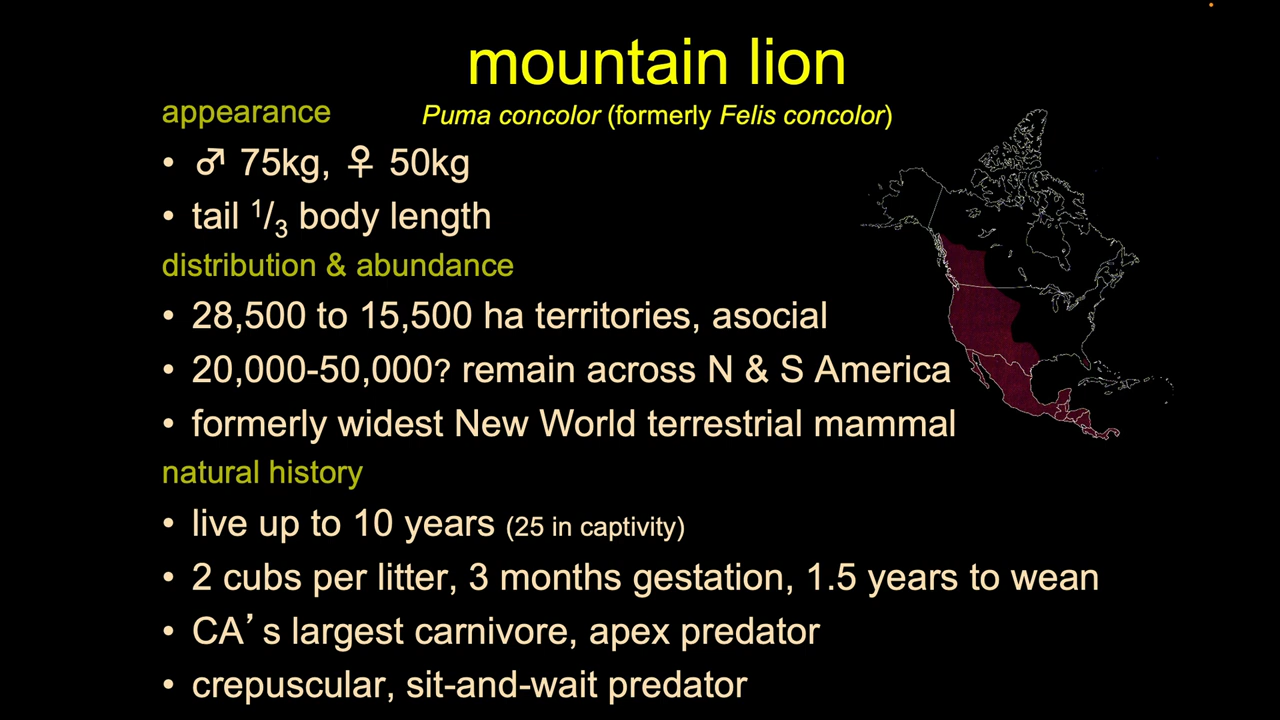 mountain lion
Puma concolor (formerly Felis concolor)
appearance
• ♂ 75kg, ♀ 50kg
• tail 1/3 body length
distribution & abundance
• 28,500 to 15,500 ha territories, asocial
• 20,000-50,000? remain across N & S America
• formerly widest New World terrestrial mammal
natural history
• live up to 10 years (25 in captivity)
• 2 cubs per litter, 3 months gestation, 1.5 years to wean
• CA’s largest carnivore, apex predator
• crepuscular, sit-and-wait predator